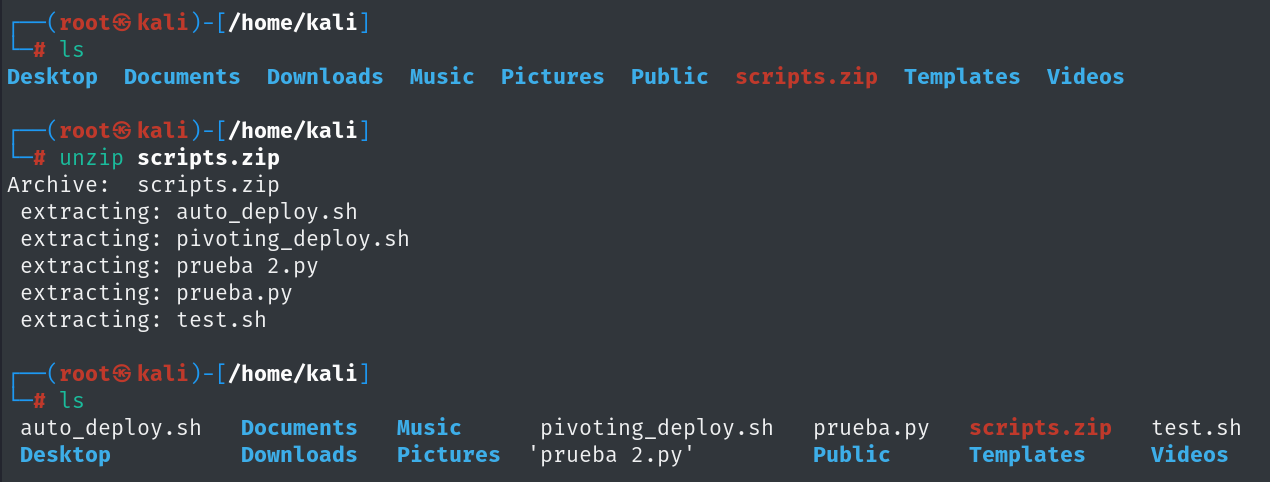 ┌──(root㉿kali)-[/home/kali]
└─# ls
Desktop  Documents  Downloads  Music  Pictures  Public  scripts.zip  Templates  Videos
┌──(root㉿kali)-[/home/kali]
└─# unzip scripts.zip
Archive:  scripts.zip
 extracting: auto_deploy.sh
 extracting: pivoting_deploy.sh
 extracting: prueba 2.py
 extracting: prueba.py
 extracting: test.sh
┌──(root㉿kali)-[/home/kali]
└─# ls
 auto_deploy.sh   Documents   Music      pivoting_deploy.sh   prueba.py   scripts.zip   test.sh
 Desktop          Downloads   Pictures  'prueba 2.py'         Public      Templates     Videos